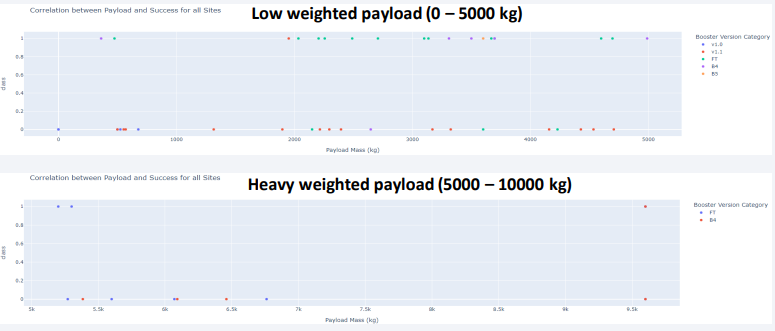 Correlation between Payload and Success for all Sites
Low weighted payload (0 – 5000 kg)
Booster Version Category
v1.0
v1.1
FT
B4
B5
class
1
0.8
0.6
0.4
0.2
0
0 1000 2000 3000 4000 5000
Payload Mass (kg)
Correlation between Payload and Success for all Sites
Heavy weighted payload (5000 – 10000 kg)
Booster Version Category
FT
B4
class
1
0.8
0.6
0.4
0.2
0
5k 5.5k 6k 6.5k 7k 7.5k 8k 8.5k 9k 9.5k
Payload Mass (kg)